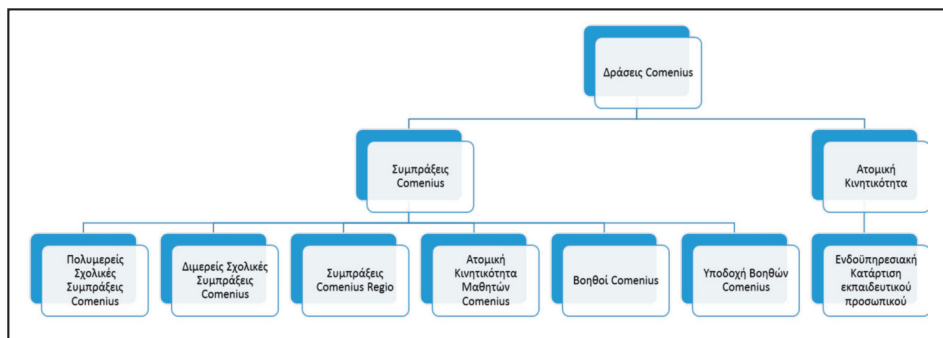 Δράσεις Comenius
Συμπράξεις
Comenius
Ατομική
Κινητικότητα
Πολυμερείς
Σχολικές
Συμπράξεις
Comenius
Διμερείς Σχολικές
Συμπράξεις
Comenius
Συμπράξεις
Comenius Regio
Ατομική
Κινητικότητα
Μαθητών
Comenius
Βοηθοί Comenius
Υποδοχή Βοηθών
Comenius
Ενδοϋπηρεσιακή
Κατάρτιση
εκπαιδευτικού
προσωπικού